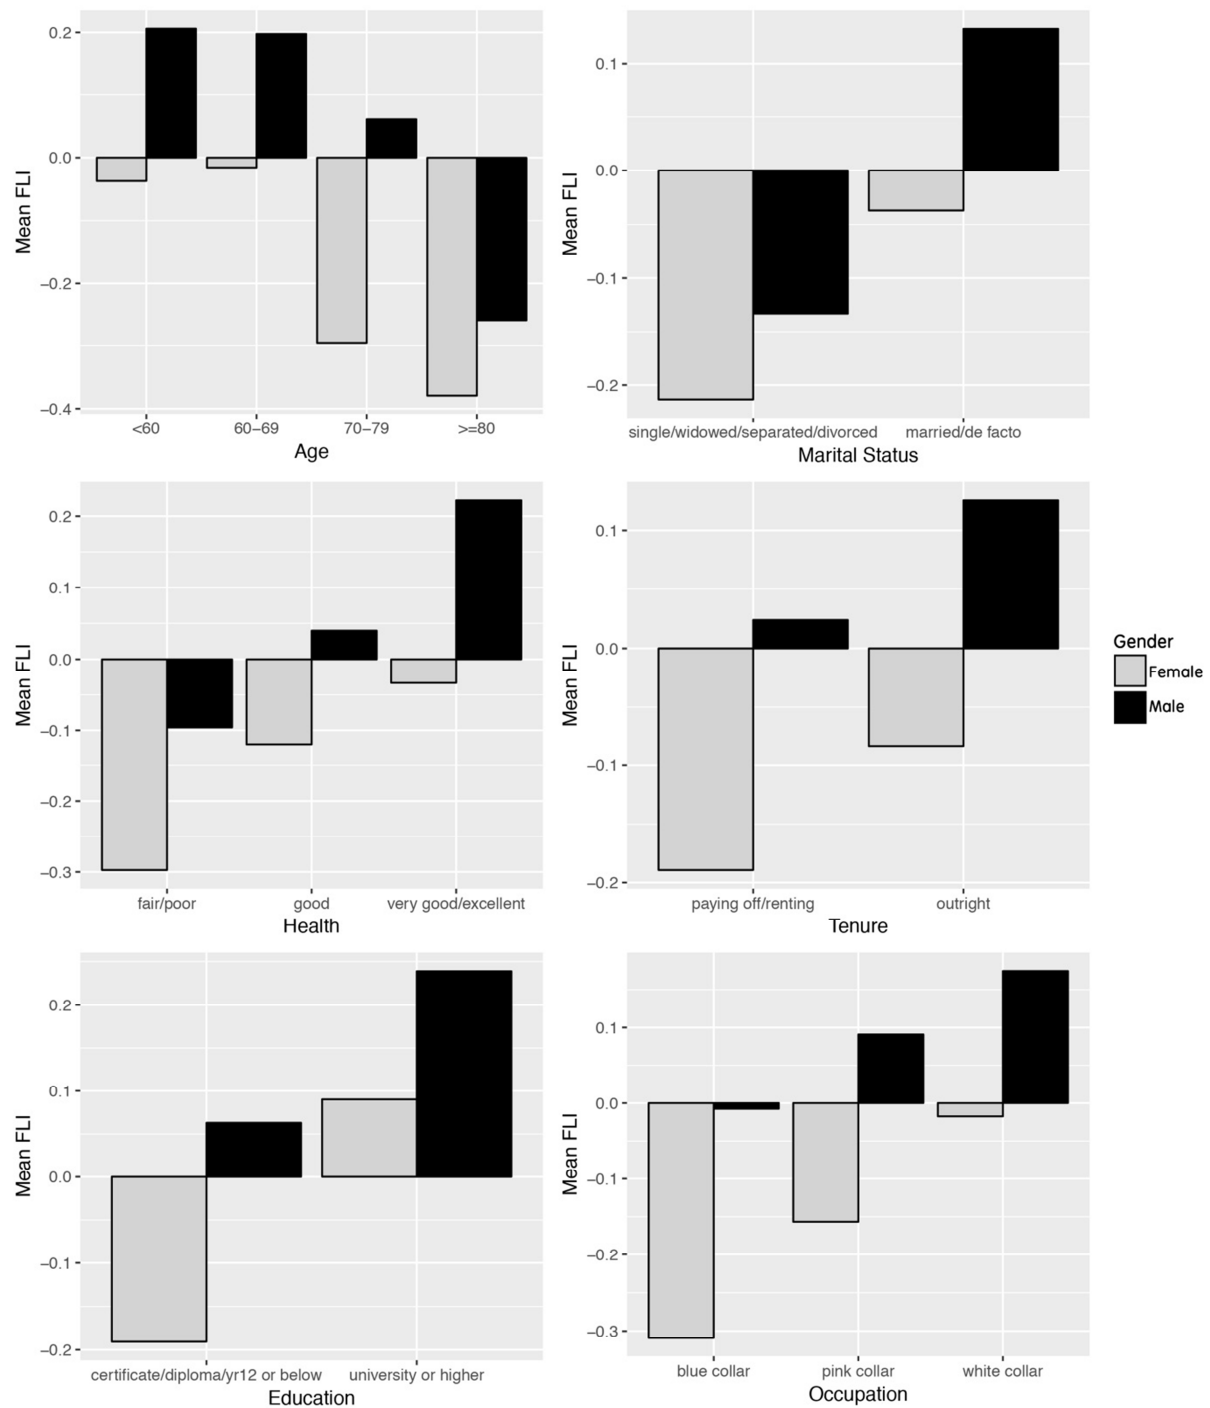 0.2
0.0
−0.2
−0.4
Mean FLI
<60
60−69
70−79
>=80
Age
0.1
0.0
−0.1
−0.2
Mean FLI
single/widowed/separated/divorced
married/de facto
Marital Status
0.2
0.1
0.0
−0.1
−0.2
−0.3
Mean FLI
fair/poor
good
very good/excellent
Health
0.1
0.0
−0.1
−0.2
Mean FLI
paying off/renting
outright
Tenure
Gender
Female
Male
0.2
0.1
0.0
−0.1
−0.2
Mean FLI
certificate/diploma/yr12 or below
university or higher
Education
0.1
0.0
−0.1
−0.2
−0.3
Mean FLI
blue collar
pink collar
white collar
Occupation